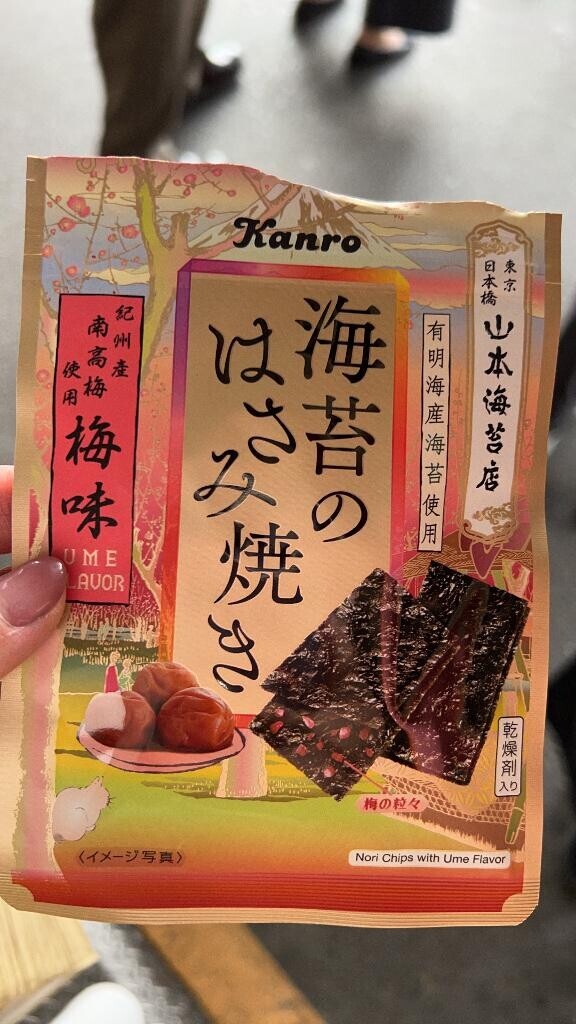 Kanro
東京
日本橋
山本海苔店
有明海産海苔使用
海苔の
はさみ焼き
紀州産
南高梅
使用
梅味
UME
LAVOR
梅の粒々
乾燥剤入り
〈イメージ写真〉
Nori Chips with Ume Flavor